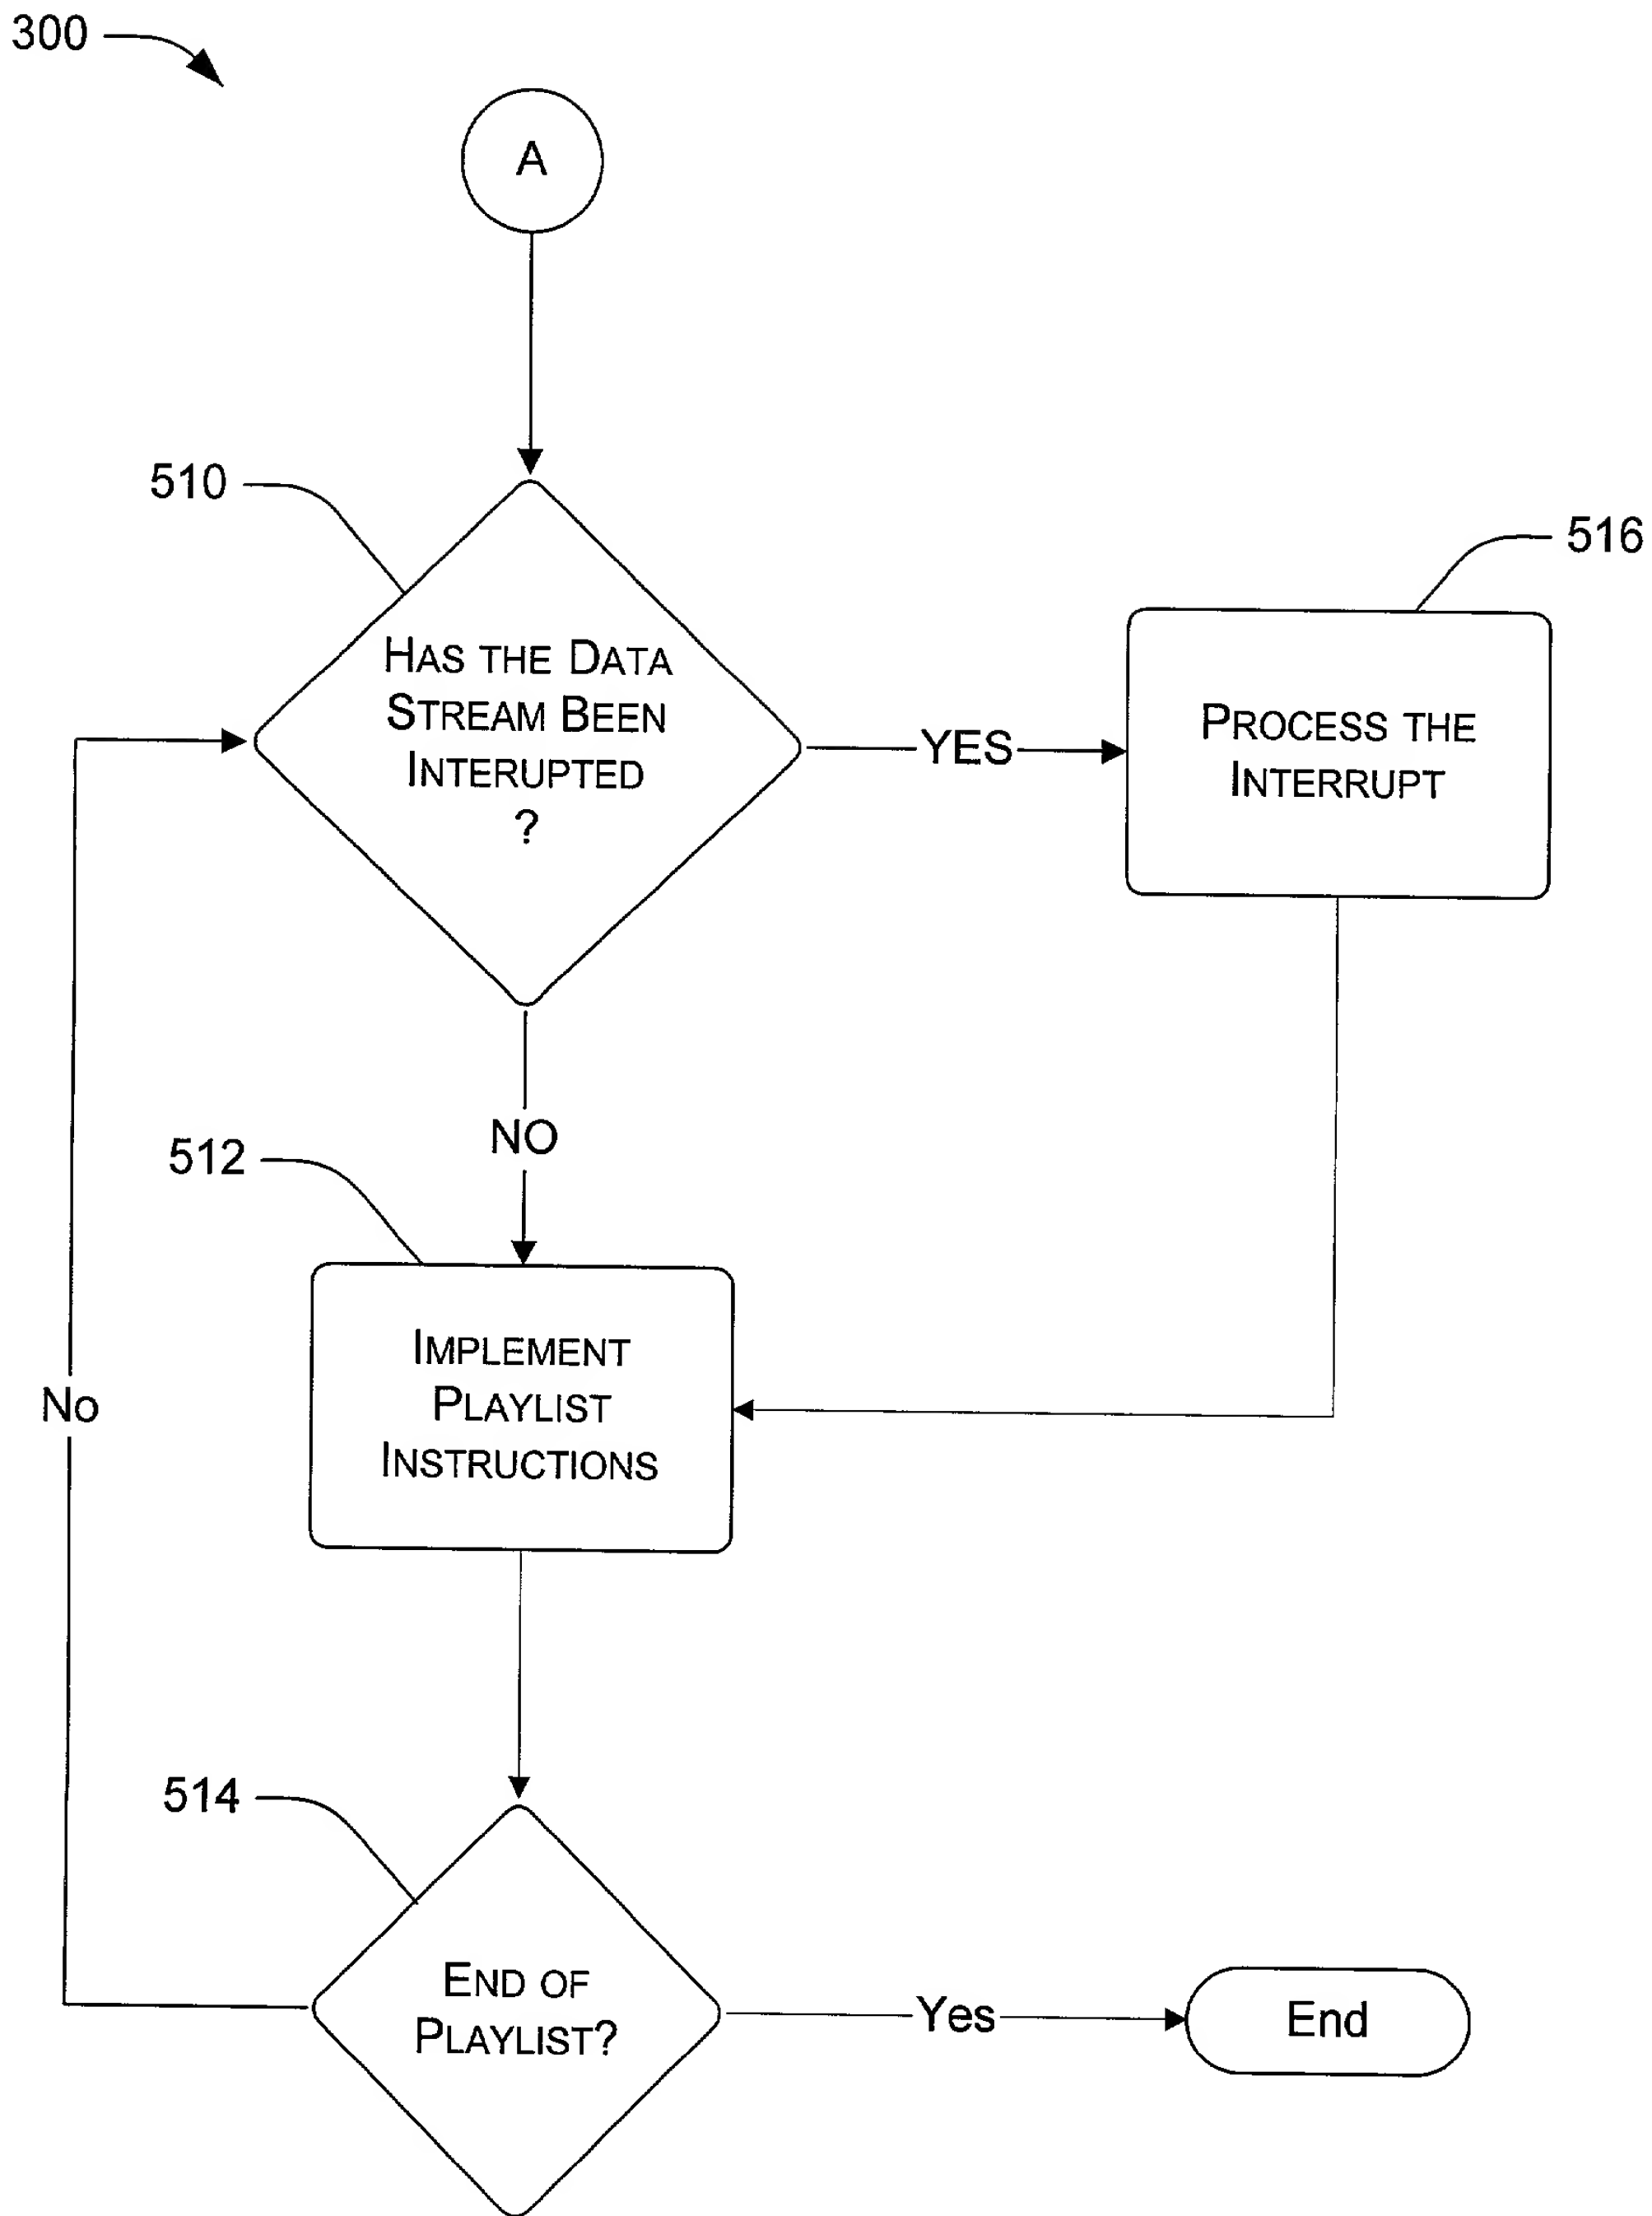 300
A
510
516
HAS THE DATA
STREAM BEEN
INTERUPTED
?
YES
PROCESS THE
INTERRUPT
NO
512
IMPLEMENT
PLAYLIST
INSTRUCTIONS
No
514
END OF
PLAYLIST?
Yes
End